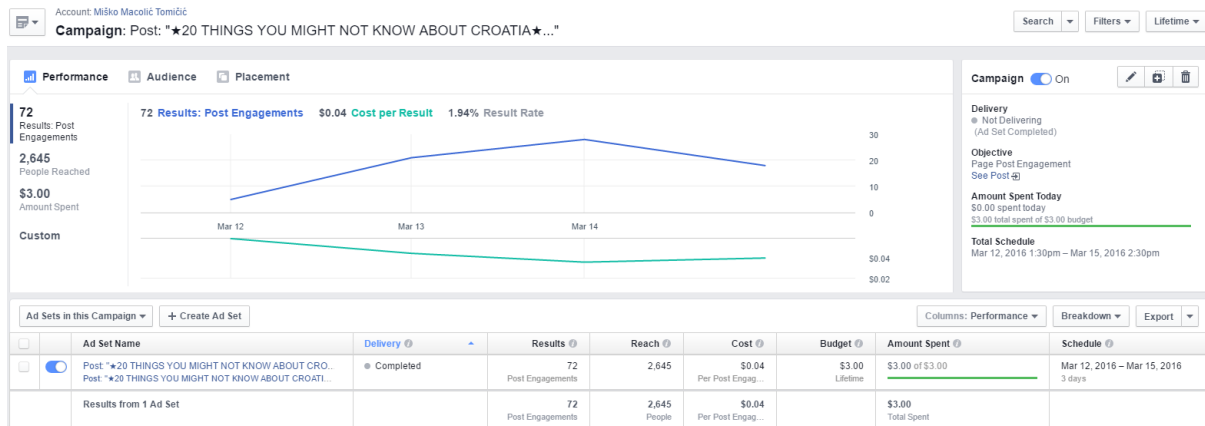 Account: Miško Macolić Tomičić
Campaign: Post: "★20 THINGS YOU MIGHT NOT KNOW ABOUT CROATIA★..."
Search
Filters
Lifetime
Performance
Audience
Placement
72
Results: Post
Engagements
2,645
People Reached
$3.00
Amount Spent
Custom
72 Results: Post Engagements
$0.04 Cost per Result
1.94% Result Rate
30
20
10
0
Mar 12
Mar 13
Mar 14
$0.04
$0.02
Campaign On
Delivery
Not Delivering
(Ad Set Completed)
Objective
Page Post Engagement
See Post
Amount Spent Today
$0.00 spent today
$3.00 total spent of $3.00 budget
Total Schedule
Mar 12, 2016 1:30pm – Mar 15, 2016 2:30pm
Ad Sets in this Campaign
+ Create Ad Set
Columns: Performance
Breakdown
Export
Ad Set Name
Delivery
Results
Reach
Cost
Budget
Amount Spent
Schedule
Post: "★20 THINGS YOU MIGHT NOT KNOW ABOUT CRO...
Post: "★20 THINGS YOU MIGHT NOT KNOW ABOUT CROATI...
Completed
72
Post Engagements
2,645
$0.04
Per Post Engag...
$3.00
Lifetime
$3.00 of $3.00
Mar 12, 2016 – Mar 15, 2016
3 days
Results from 1 Ad Set
72
Post Engagements
2,645
People
$0.04
Per Post Engag...
$3.00
Total Spent